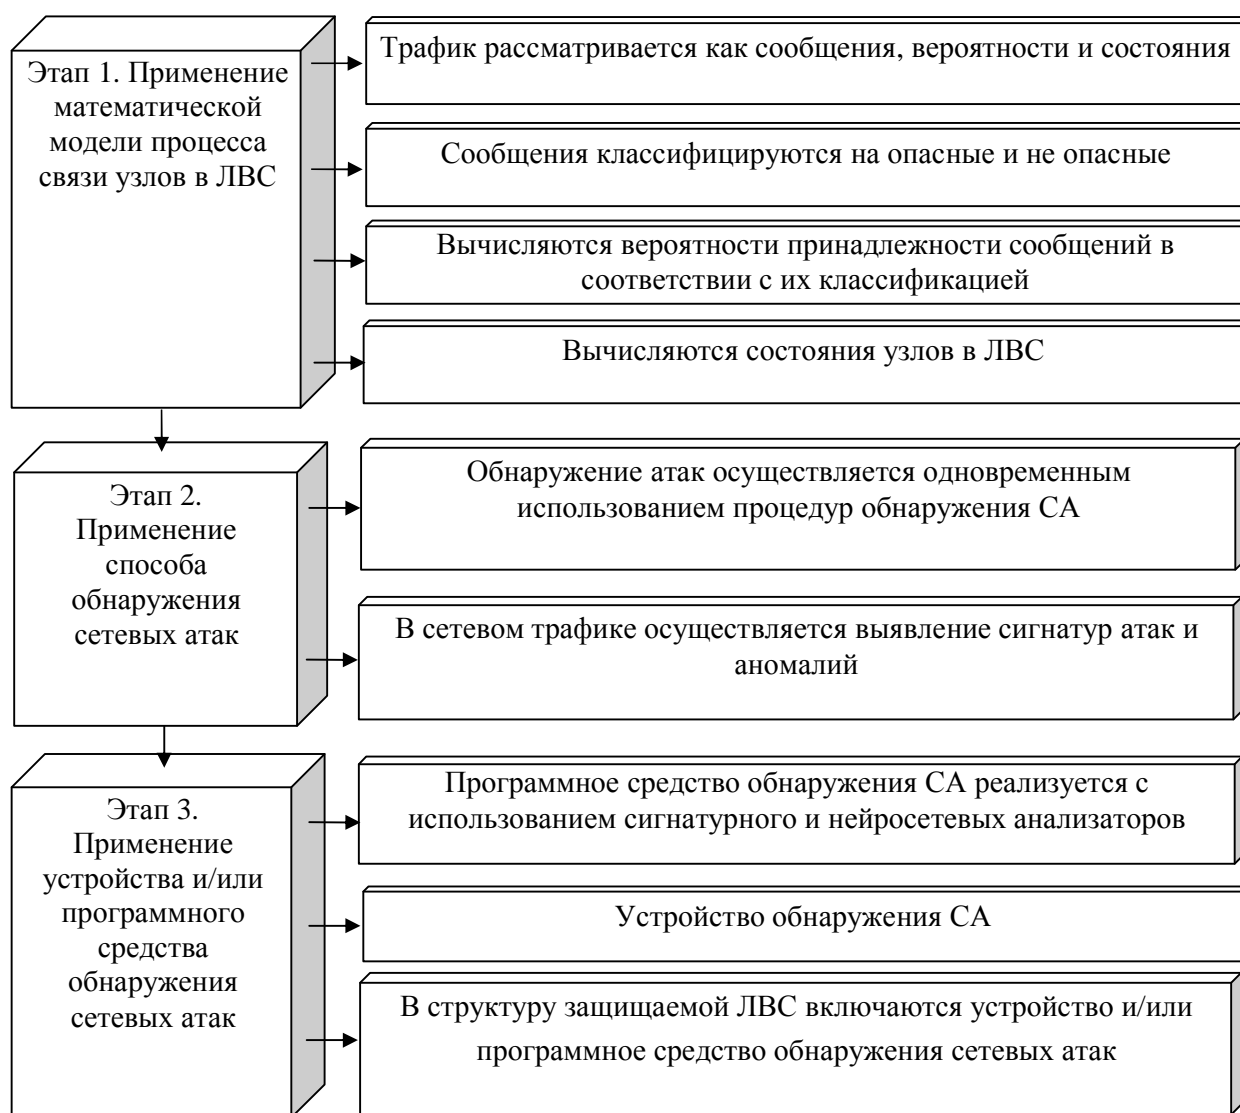 Этап 1. Применение
математической
модели процесса
связи узлов в ЛВС
Трафик рассматривается как сообщения, вероятности и состояния
Сообщения классифицируются на опасные и не опасные
Вычисляются вероятности принадлежности сообщений в
соответствии с их классификацией
Вычисляются состояния узлов в ЛВС
Этап 2.
Применение
способа
обнаружения
сетевых атак
Обнаружение атак осуществляется одновременным
использованием процедур обнаружения СА
В сетевом трафике осуществляется выявление сигнатур атак и
аномалий
Этап 3.
Применение
устройства и/или
программного
средства
обнаружения
сетевых атак
Программное средство обнаружения СА реализуется с
использованием сигнатурного и нейросетевых анализаторов
Устройство обнаружения СА
В структуру защищаемой ЛВС включаются устройство и/или
программное средство обнаружения сетевых атак